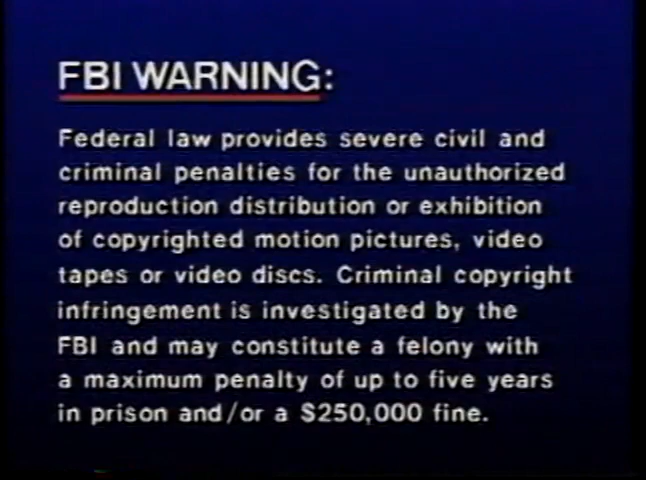 FBI WARNING:
Federal law provides severe civil and
criminal penalties for the unauthorized
reproduction distribution or exhibition
of copyrighted motion pictures, video
tapes or video discs. Criminal copyright
infringement is investigated by the
FBI and may constitute a felony with
a maximum penalty of up to five years
in prison and/or a $250,000 fine.